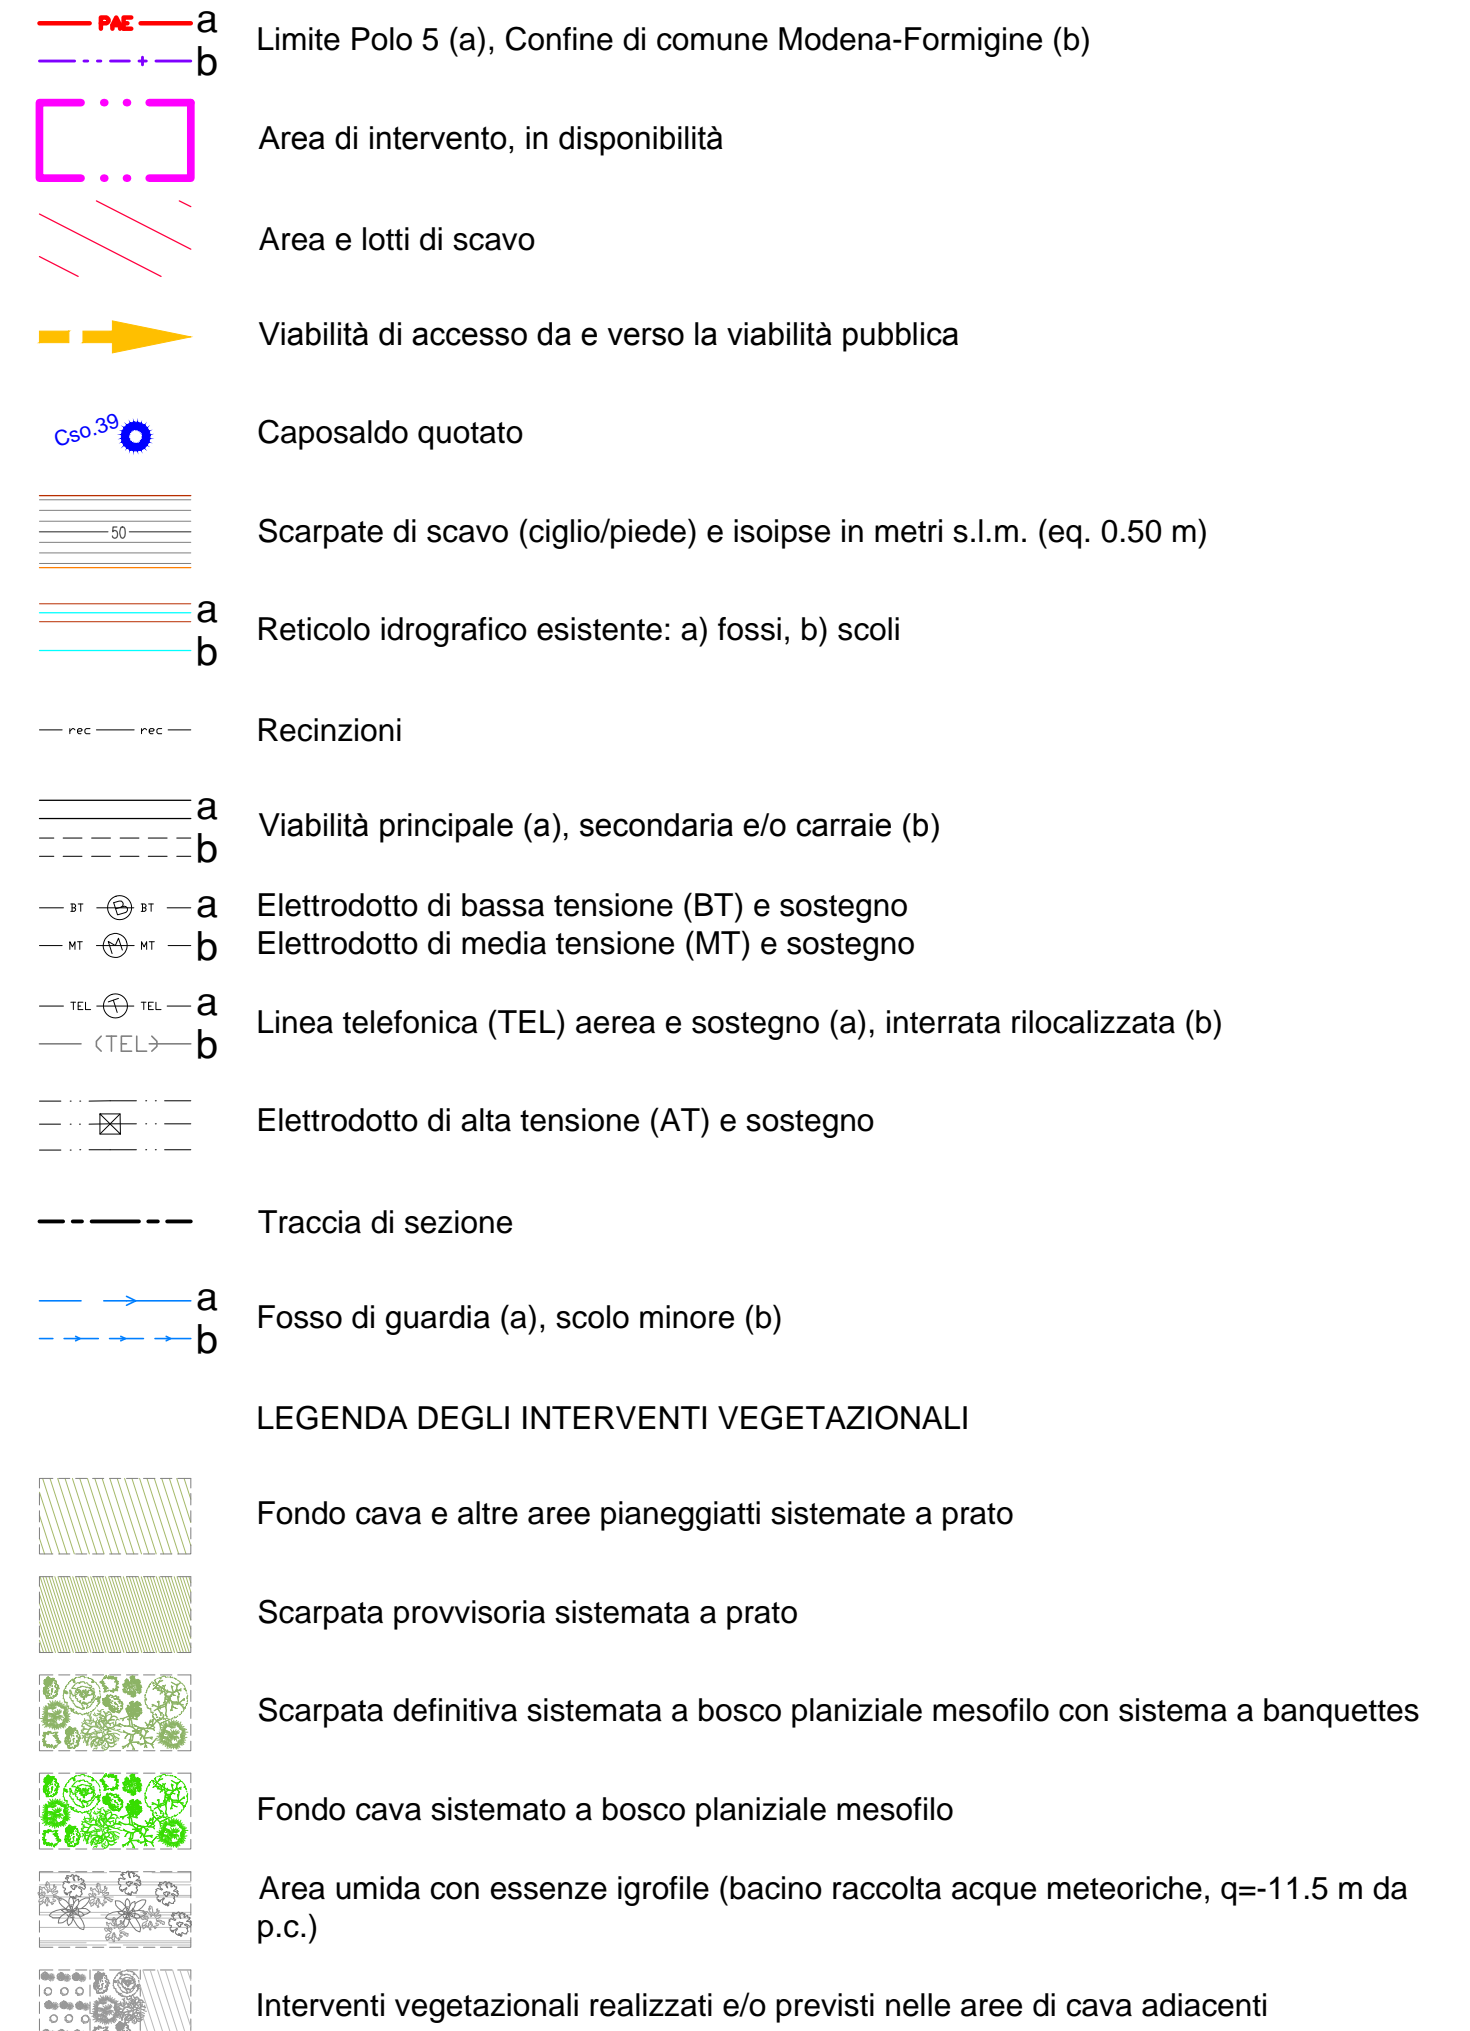 PAE a
b
Limite Polo 5 (a), Confine di comune Modena-Formigine (b)
Area di intervento, in disponibilità
Area e lotti di scavo
Viabilità di accesso da e verso la viabilità pubblica
Cso.39
Caposaldo quotato
50
Scarpate di scavo (ciglio/piede) e isoipse in metri s.l.m. (eq. 0.50 m)
a
b
Reticolo idrografico esistente: a) fossi, b) scoli
rec rec
Recinzioni
a
b
Viabilità principale (a), secondaria e/o carraie (b)
BT B BT a
Elettrodotto di bassa tensione (BT) e sostegno
MT M MT b
Elettrodotto di media tensione (MT) e sostegno
TEL T TEL a
(TEL) b
Linea telefonica (TEL) aerea e sostegno (a), interrata rilocalizzata (b)
Elettrodotto di alta tensione (AT) e sostegno
Traccia di sezione
a
b
Fosso di guardia (a), scolo minore (b)
LEGENDA DEGLI INTERVENTI VEGETAZIONALI
Fondo cava e altre aree pianeggiatti sistemate a prato
Scarpata provvisoria sistemata a prato
Scarpata definitiva sistemata a bosco planiziale mesofilo con sistema a banquettes
Fondo cava sistemato a bosco planiziale mesofilo
Area umida con essenze igrofile (bacino raccolta acque meteoriche, q=-11.5 m da
p.c.)
Interventi vegetazionali realizzati e/o previsti nelle aree di cava adiacenti